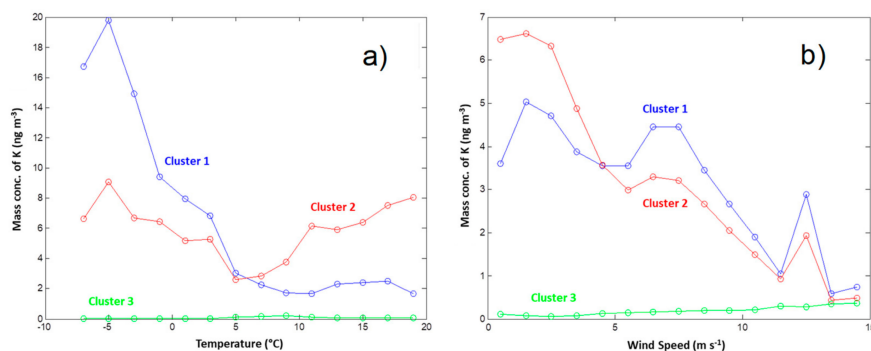 a)
Mass conc. of K (ng m⁻³)
20
18
16
14
12
10
8
6
4
2
0
Cluster 1
Cluster 2
Cluster 3
-10 -5 0 5 10 15 20
Temperature (°C)
b)
Mass conc. of K (ng m⁻³)
7
6
5
4
3
2
1
0
Cluster 1
Cluster 2
Cluster 3
0 5 10 15
Wind Speed (m s⁻¹)